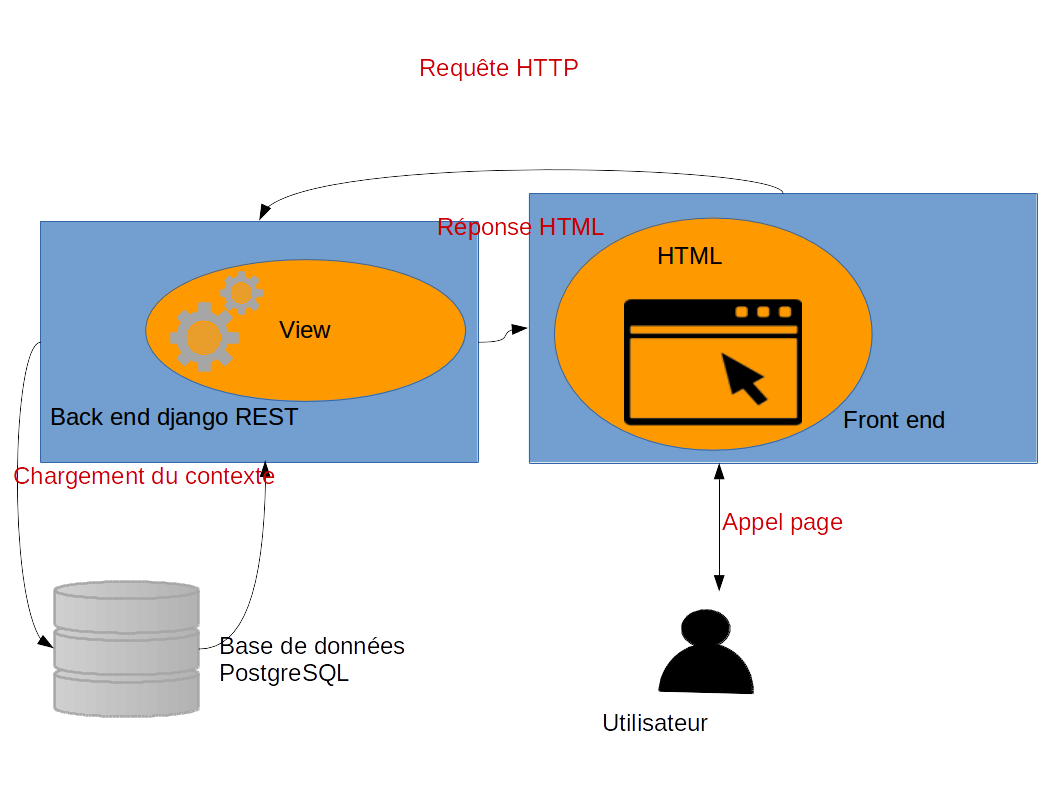 Requête HTTP
Réponse HTML
HTML
View
Back end django REST
Front end
Chargement du contexte
Appel page
Base de données
PostgreSQL
Utilisateur